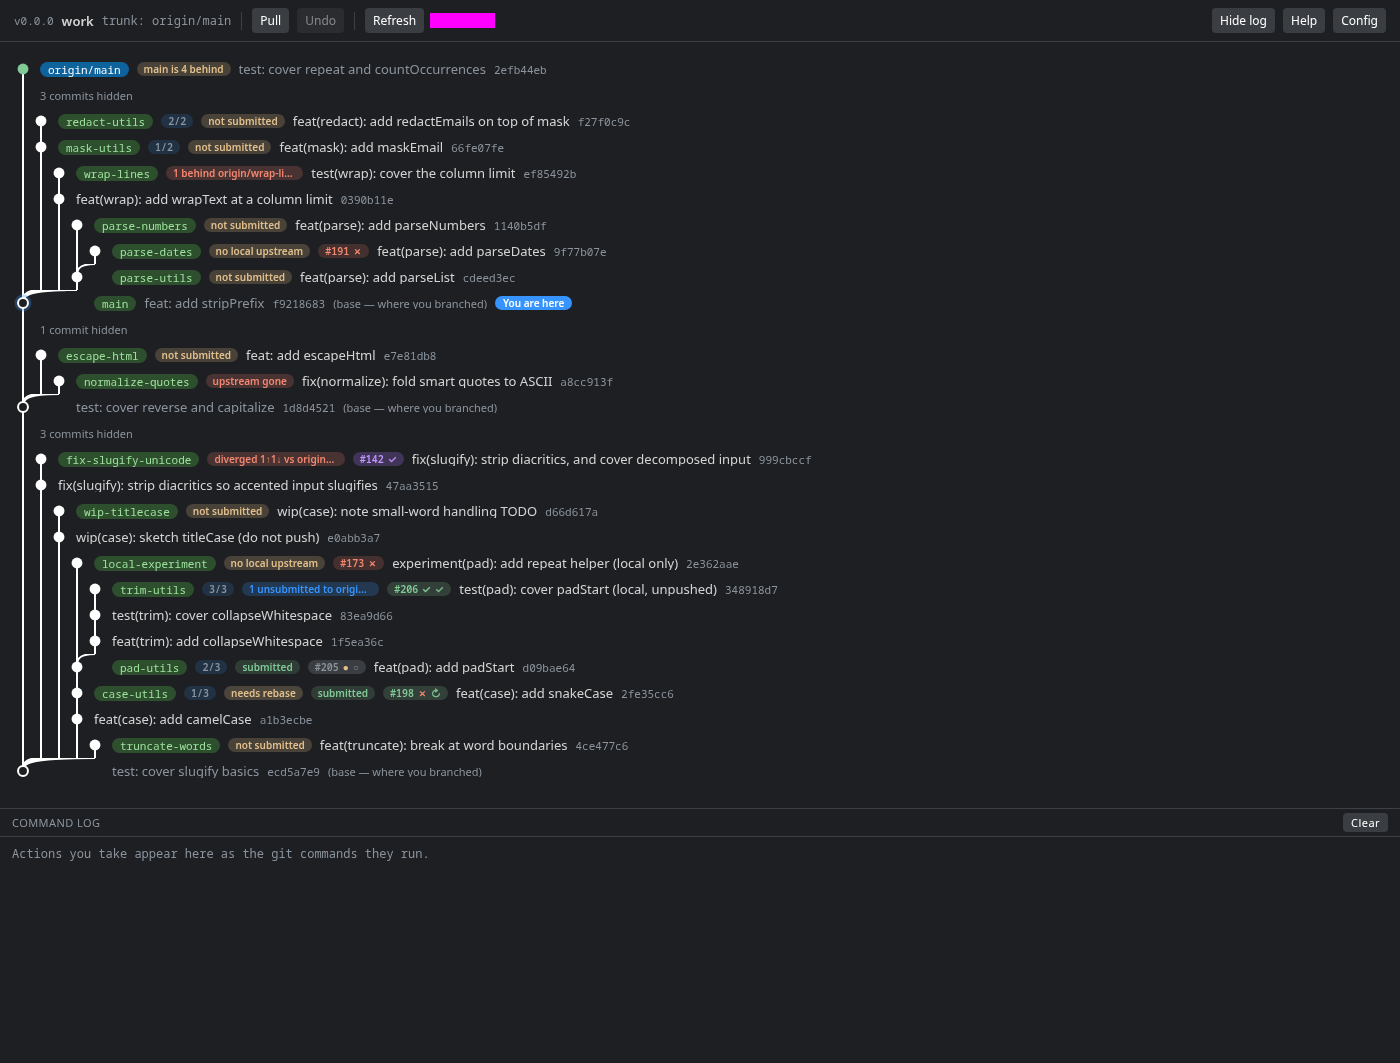 v0.0.0 work trunk: origin/main Pull Undo Refresh Hide log Help Config
origin/main main is 4 behind test: cover repeat and countOccurrences 2efb44eb
3 commits hidden
redact-utils 2/2 not submitted feat(redact): add redactEmails on top of mask f27f0c9c
mask-utils 1/2 not submitted feat(mask): add maskEmail 66fe07fe
wrap-lines 1 behind origin/wrap-li... test(wrap): cover the column limit ef85492b
feat(wrap): add wrapText at a column limit 0390b11e
parse-numbers not submitted feat(parse): add parseNumbers 1140b5df
parse-dates no local upstream #191 × feat(parse): add parseDates 9f77b07e
parse-utils not submitted feat(parse): add parseList cdeed3ec
main feat: add stripPrefix f9218683 (base — where you branched) You are here
1 commit hidden
escape-html not submitted feat: add escapeHtml e7e81db8
normalize-quotes upstream gone fix(normalize): fold smart quotes to ASCII a8cc913f
test: cover reverse and capitalize 1d8d4521 (base — where you branched)
3 commits hidden
fix-slugify-unicode diverged 1↑1↓ vs origin... #142 ✓ fix(slugify): strip diacritics, and cover decomposed input 999cbccf
fix(slugify): strip diacritics so accented input slugifies 47aa3515
wip-titlecase not submitted wip(case): note small-word handling TODO d66d617a
wip(case): sketch titleCase (do not push) e0abb3a7
local-experiment no local upstream #173 × experiment(pad): add repeat helper (local only) 2e362aae
trim-utils 3/3 1 unsubmitted to origi... #206 ✓ ✓ test(pad): cover padStart (local, unpushed) 348918d7
test(trim): cover collapseWhitespace 83ea9d66
feat(trim): add collapseWhitespace 1f5ea36c
pad-utils 2/3 submitted #205 ● ○ feat(pad): add padStart d09bae64
case-utils 1/3 needs rebase submitted #198 × ↻ feat(case): add snakeCase 2fe35cc6
feat(case): add camelCase a1b3ecbe
truncate-words not submitted feat(truncate): break at word boundaries 4ce477c6
test: cover slugify basics ecd5a7e9 (base — where you branched)
COMMAND LOG Clear
Actions you take appear here as the git commands they run.